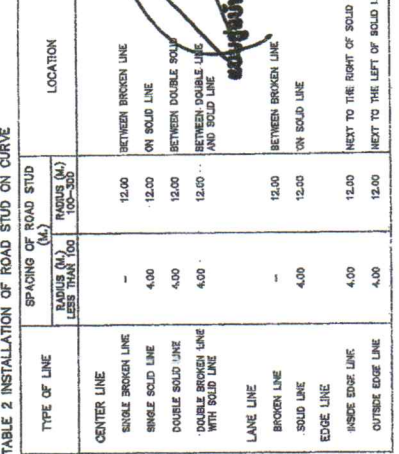 TABLE 2 INSTALLATION OF ROAD STUD ON CURVE
TYPE OF LINE
SPACING OF ROAD STUD (M.)
LOCATION
RADIUS (M.) LESS THAN 100
RADIUS (M.) 100-300
CENTER LINE
SINGLE BROKEN LINE - 12.00 BETWEEN BROKEN LINE
SINGLE SOLID LINE 4.00 12.00 ON SOLID LINE
DOUBLE SOLID LINE 4.00 12.00 BETWEEN DOUBLE SOLID
DOUBLE BROKEN LINE WITH SOLID LINE 4.00 12.00 BETWEEN DOUBLE LINE AND SOLID LINE
LANE LINE
BROKEN LINE - 12.00 BETWEEN BROKEN LINE
SOLID LINE 4.00 12.00 ON SOLID LINE
EDGE LINE
INSIDE EDGE LINE 4.00 12.00 NEXT TO THE RIGHT OF SOLID
OUTSIDE EDGE LINE 4.00 12.00 NEXT TO THE LEFT OF SOLID